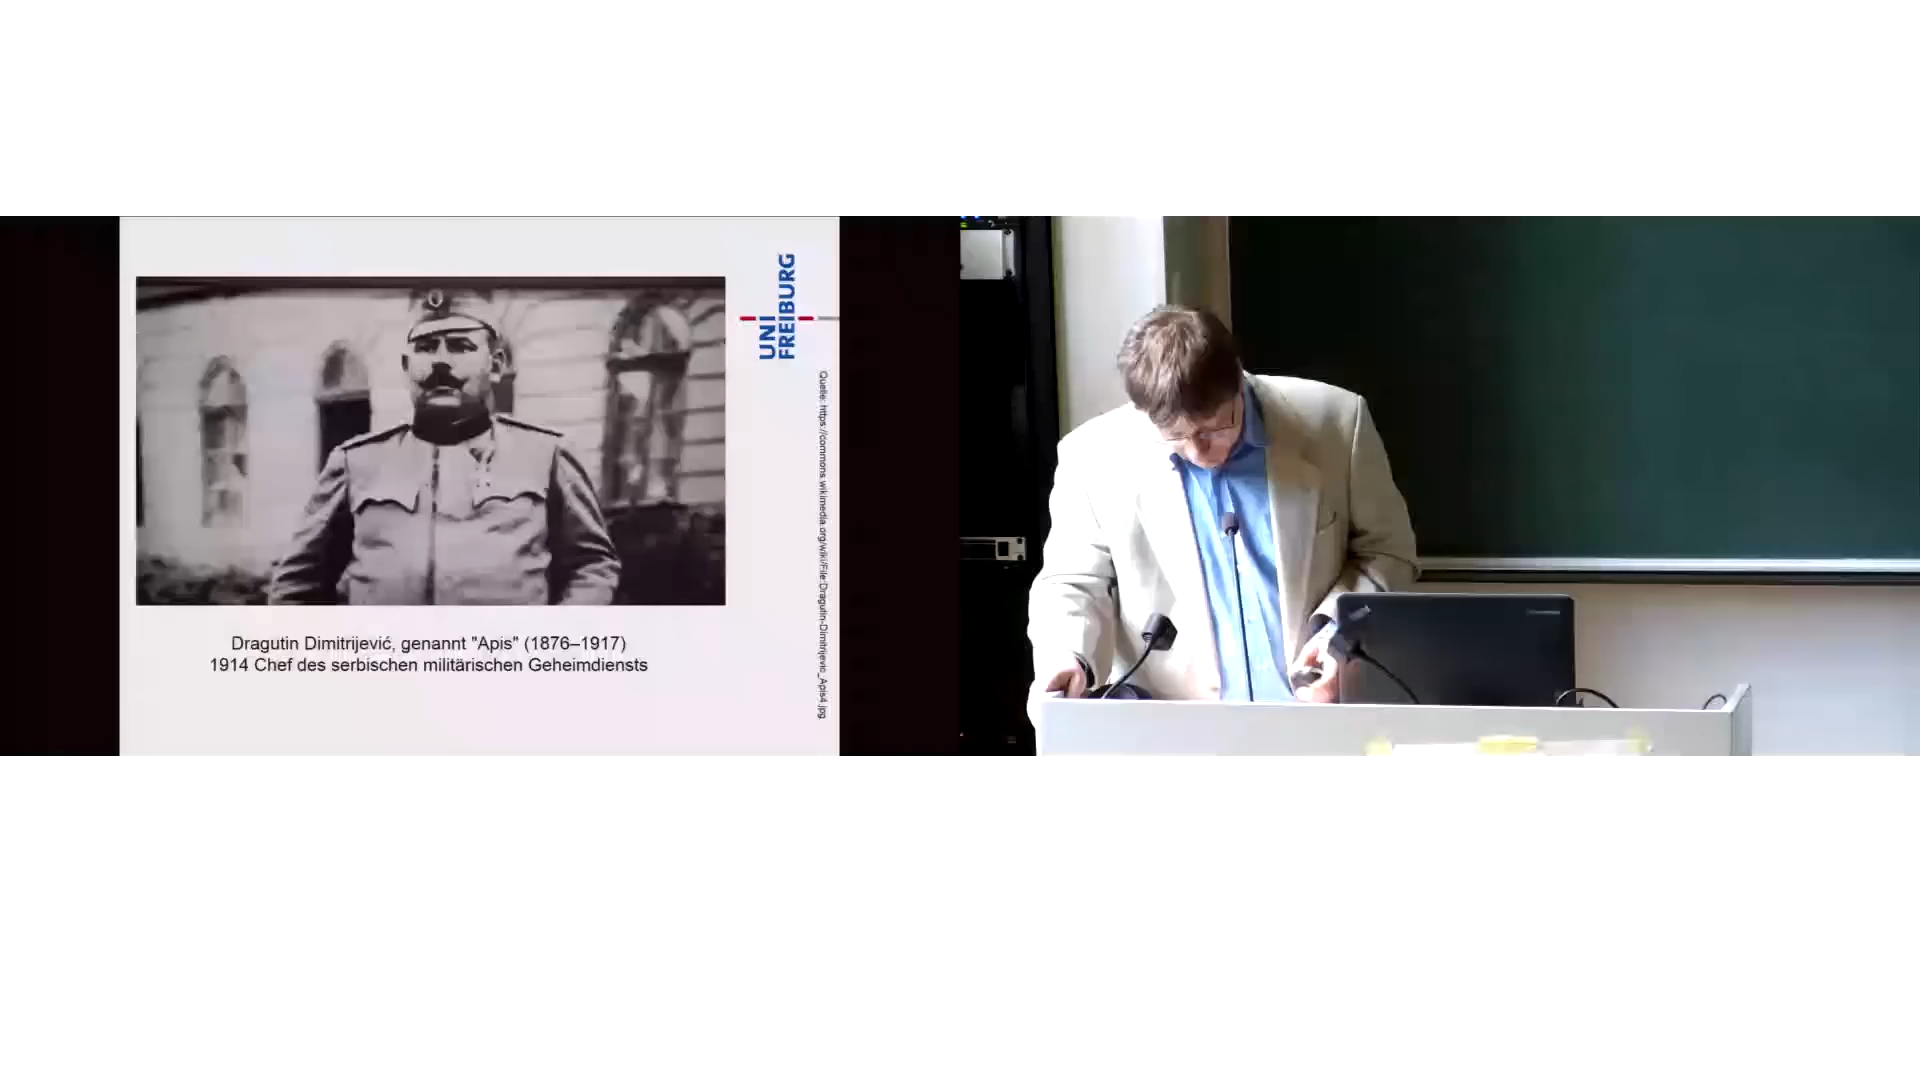 UNI
FREIBURG
Dragutin Dimitrijević, genannt "Apis" (1876–1917)
1914 Chef des serbischen militärischen Geheimdiensts
Quelle: https://commons.wikimedia.org/wiki/File:Dragutin-Dimitrijevic_Apis4.jpg